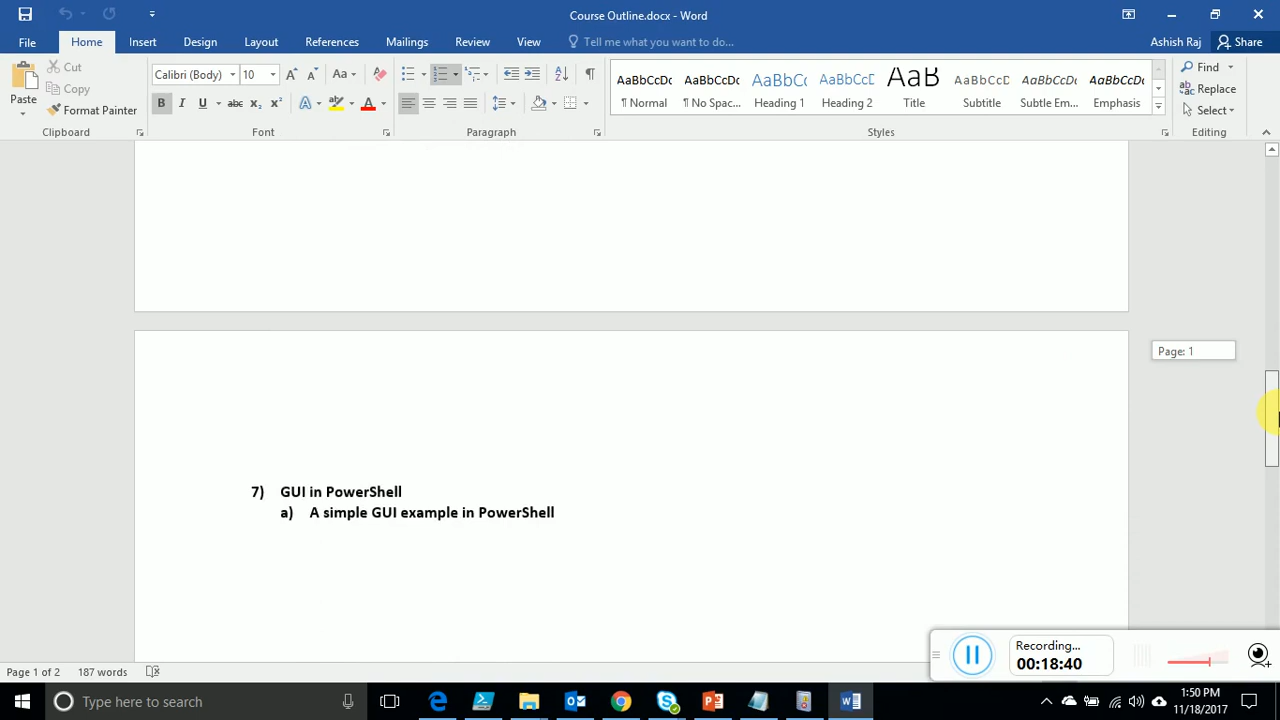 Course Outline.docx - Word
File
Home
Insert
Design
Layout
References
Mailings
Review
View
Tell me what you want to do...
Ashish Raj
Share
Paste
Cut
Copy
Format Painter
Clipboard
Calibri (Body)
10
Font
Paragraph
AaBbCcDc
¶ Normal
AaBbCcDc
¶ No Spac...
AaBbCc
Heading 1
AaBbCcD
Heading 2
AaB
Title
AaBbCcD
Subtitle
AaBbCcDc
Subtle Em...
AaBbCcDc
Emphasis
Styles
Find
Replace
Select
Editing
Page: 1
7) GUI in PowerShell
a) A simple GUI example in PowerShell
Recording...
00:18:40
Page 1 of 2
187 words
Type here to search
1:50 PM
11/18/2017